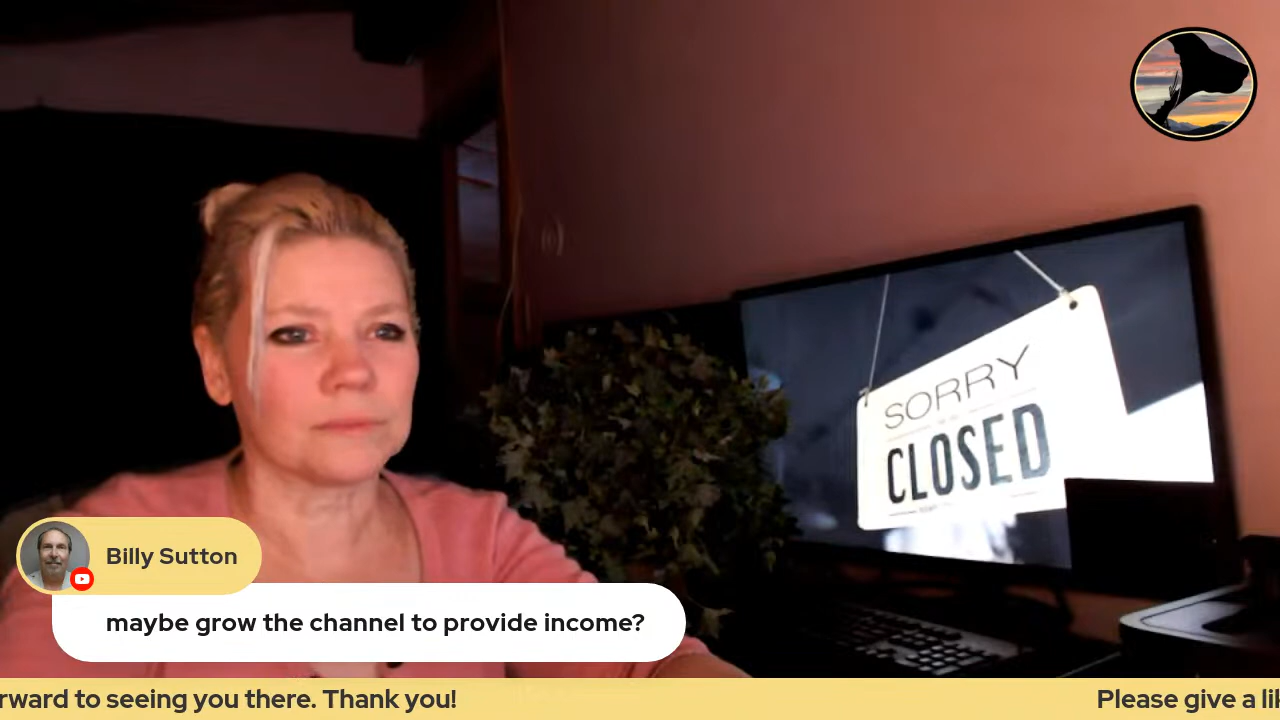 SORRY
CLOSED
Billy Sutton
maybe grow the channel to provide income?
rward to seeing you there. Thank you!
Please give a lik